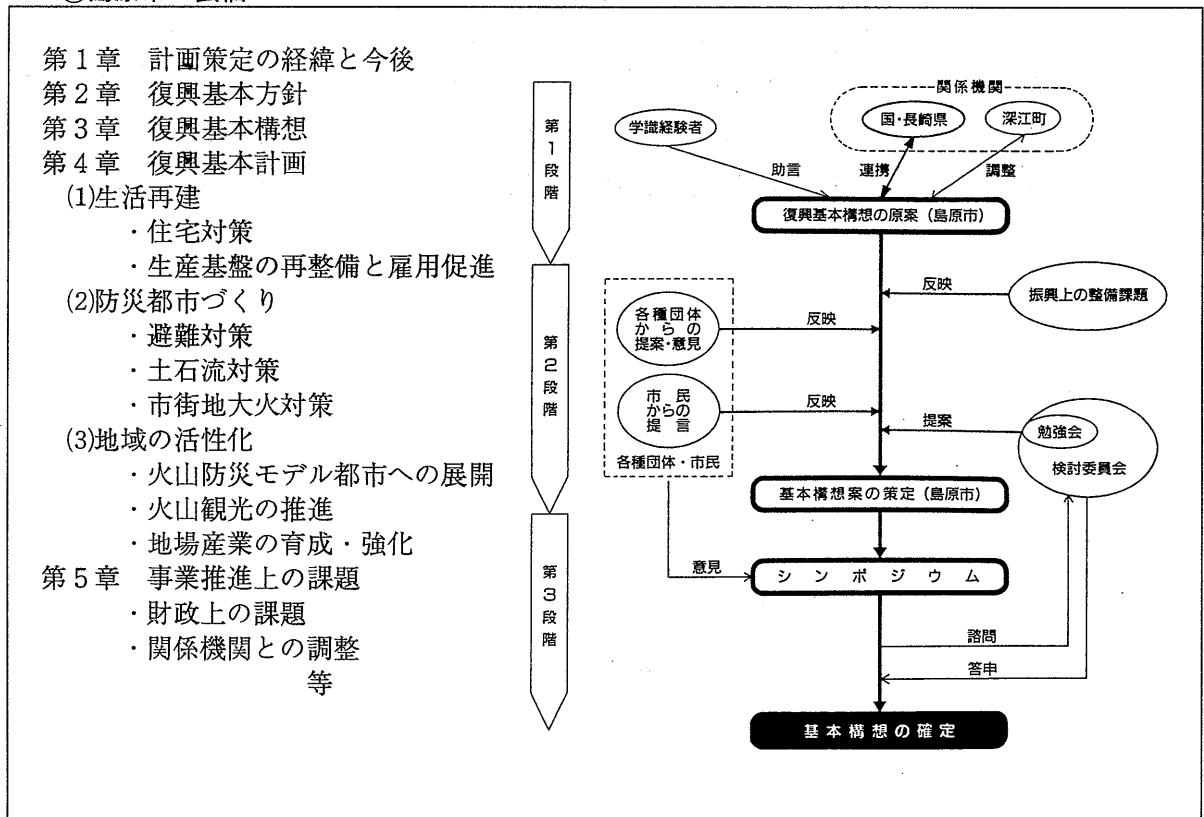 第1章 計画策定の経緯と今後
第2章 復興基本方針
第3章 復興基本構想
第4章 復興基本計画
(1)生活再建
・住宅対策
・生産基盤の再整備と雇用促進
(2)防災都市づくり
・避難対策
・土石流対策
・市街地大火対策
(3)地域の活性化
・火山防災モデル都市への展開
・火山観光の推進
・地場産業の育成・強化
第5章 事業推進上の課題
・財政上の課題
・関係機関との調整
等
第1段階
第2段階
第3段階
関係機関
学識経験者
国・長崎県
深江町
助言
連携
調整
復興基本構想の原案(島原市)
反映
振興上の整備課題
各種団体
からの
提案・意見
反映
市民
からの
提言
反映
各種団体・市民
提案
勉強会
検討委員会
基本構想案の策定(島原市)
意見
シンポジウム
諮問
答申
基本構想の確定